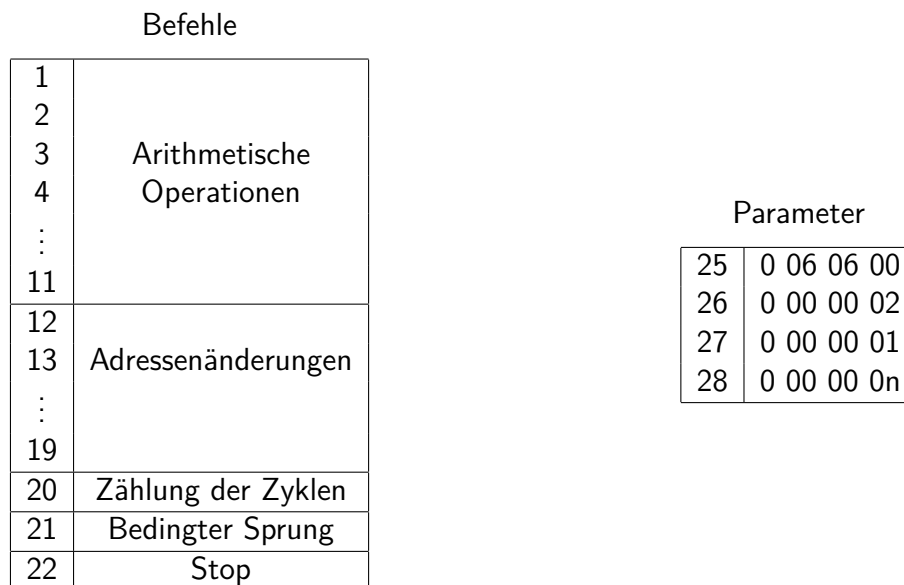 Befehle
1
2
3 Arithmetische
4 Operationen
⋮
11
12
13 Adressenänderungen
⋮
19
20 Zählung der Zyklen
21 Bedingter Sprung
22 Stop
Parameter
25 0 06 06 00
26 0 00 00 02
27 0 00 00 01
28 0 00 00 0n